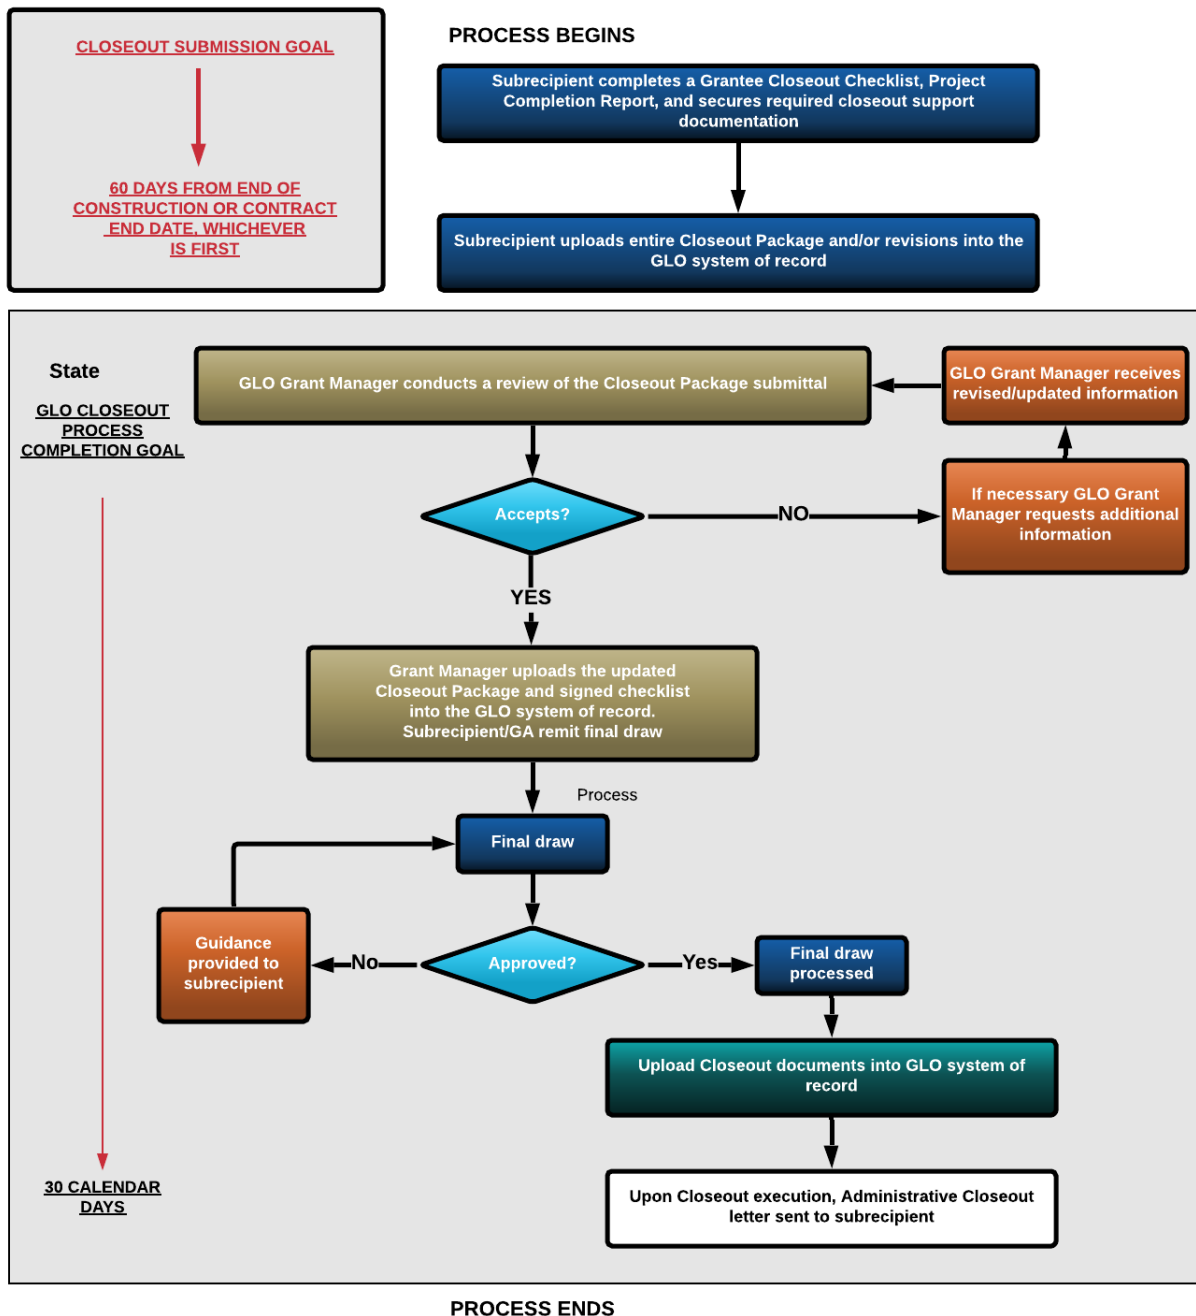 CLOSEOUT SUBMISSION GOAL
60 DAYS FROM END OF
CONSTRUCTION OR CONTRACT
END DATE, WHICHEVER
IS FIRST
PROCESS BEGINS
Subrecipient completes a Grantee Closeout Checklist, Project
Completion Report, and secures required closeout support
documentation
Subrecipient uploads entire Closeout Package and/or revisions into the
GLO system of record
State
GLO CLOSEOUT
PROCESS
COMPLETION GOAL
30 CALENDAR
DAYS
GLO Grant Manager conducts a review of the Closeout Package submittal
GLO Grant Manager receives
revised/updated information
Accepts?
NO
If necessary GLO Grant
Manager requests additional
information
YES
Grant Manager uploads the updated
Closeout Package and signed checklist
into the GLO system of record.
Subrecipient/GA remit final draw
Process
Final draw
Approved?
No
Guidance
provided to
subrecipient
Yes
Final draw
processed
Upload Closeout documents into GLO system of
record
Upon Closeout execution, Administrative Closeout
letter sent to subrecipient
PROCESS ENDS